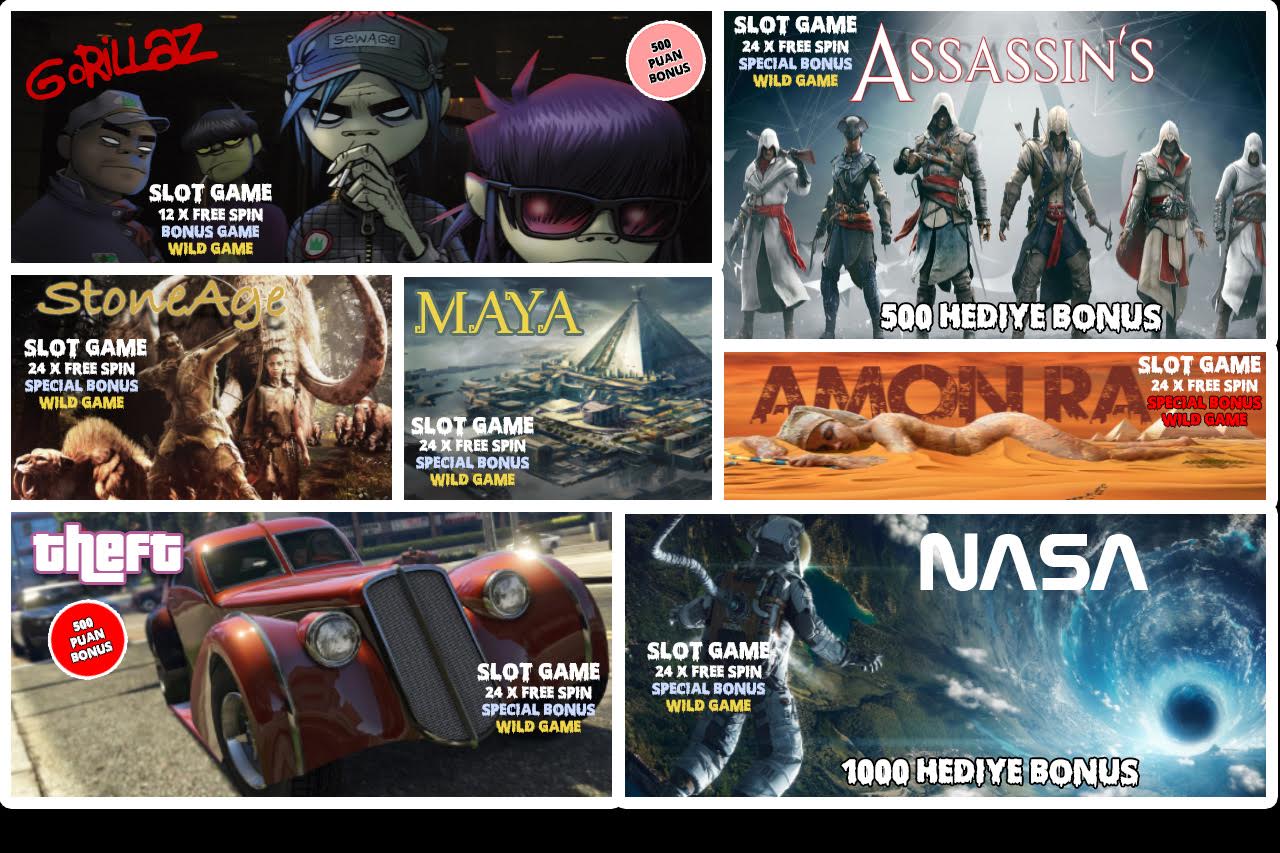 GORILLAZ
SEWAGE
500
PUAN
BONUS
SLOT GAME
12 X FREE SPIN
BONUS GAME
WILD GAME
SLOT GAME
24 X FREE SPIN
SPECIAL BONUS
WILD GAME
ASSASSIN'S
500 HEDIYE BONUS
StoneAge
SLOT GAME
24 X FREE SPIN
SPECIAL BONUS
WILD GAME
MAYA
SLOT GAME
24 X FREE SPIN
SPECIAL BONUS
WILD GAME
AMON RA
SLOT GAME
24 X FREE SPIN
SPECIAL BONUS
WILD GAME
theft
500
PUAN
BONUS
SLOT GAME
24 X FREE SPIN
SPECIAL BONUS
WILD GAME
NASA
SLOT GAME
24 X FREE SPIN
SPECIAL BONUS
WILD GAME
1000 HEDIYE BONUS